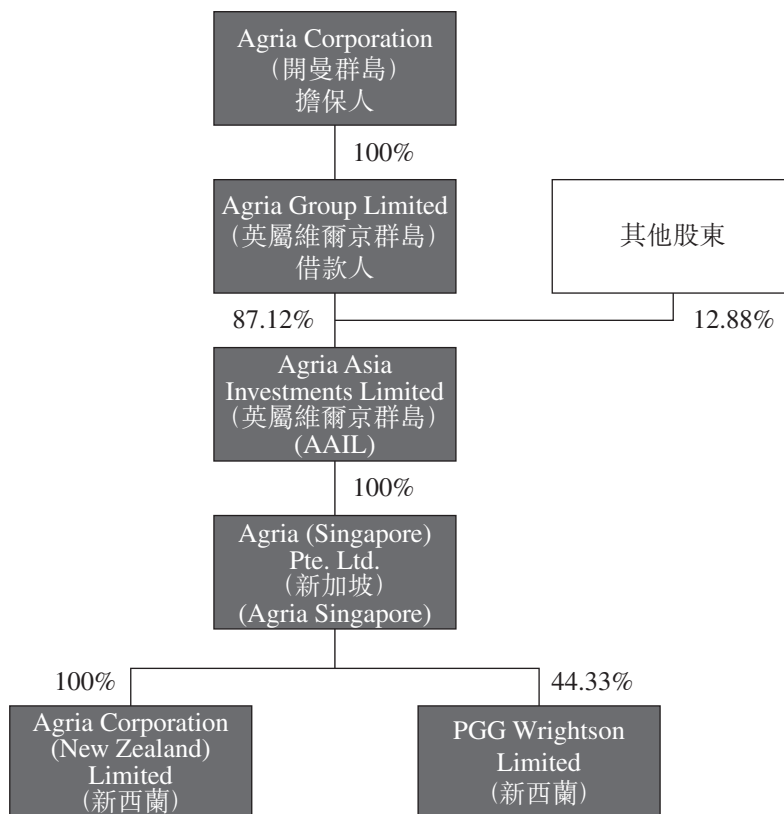 Agria Corporation
（開曼群島）
擔保人
100%
Agria Group Limited
（英屬維爾京群島）
借款人
其他股東
87.12%
12.88%
Agria Asia
Investments Limited
（英屬維爾京群島）
(AAIL)
100%
Agria (Singapore)
Pte. Ltd.
（新加坡）
(Agria Singapore)
100%
44.33%
Agria Corporation
(New Zealand)
Limited
（新西蘭）
PGG Wrightson
Limited
（新西蘭）